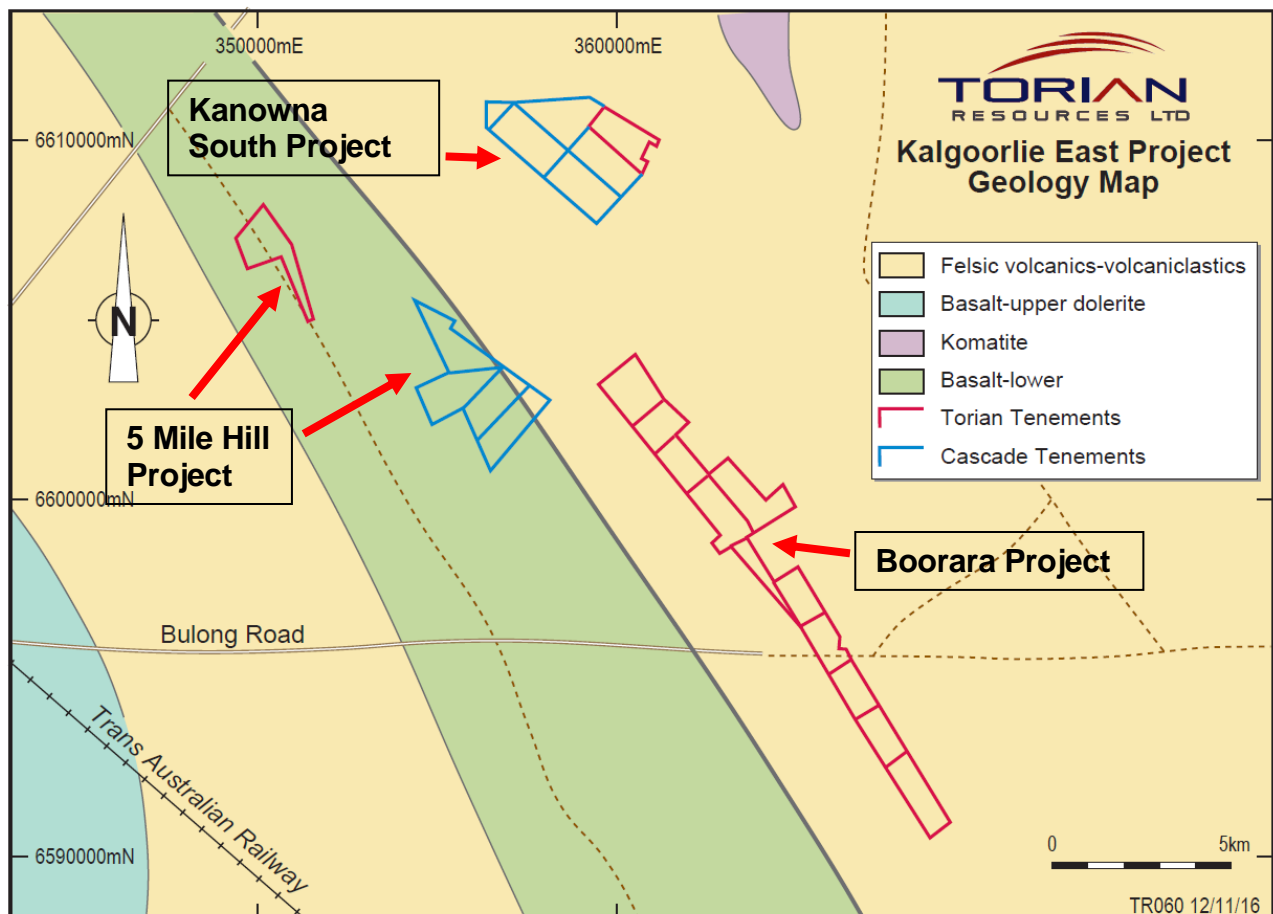 350000mE
360000mE
TORIAN
RESOURCES LTD
Kalgoorlie East Project
Geology Map
Kanowna
South Project
6610000mN
Felsic volcanics-volcaniclastics
Basalt-upper dolerite
Komatite
Basalt-lower
Torian Tenements
Cascade Tenements
N
5 Mile Hill
Project
6600000mN
Boorara Project
Bulong Road
Trans Australian Railway
6590000mN
0 5km
TR060 12/11/16